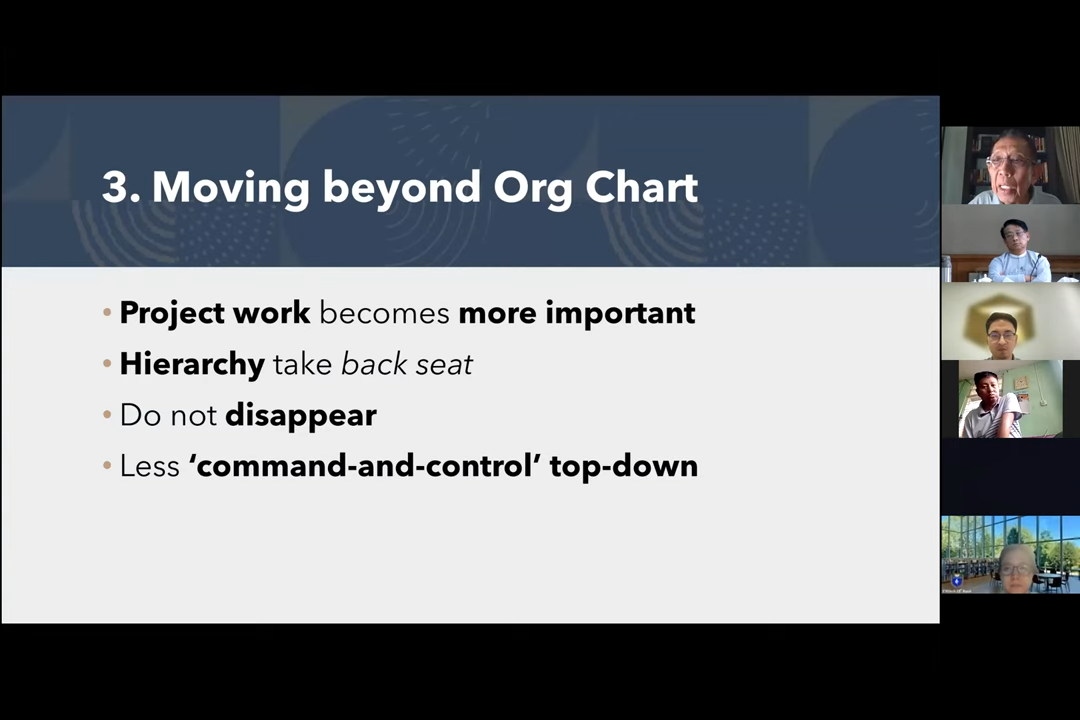 3. Moving beyond Org Chart
• Project work becomes more important
• Hierarchy take back seat
• Do not disappear
• Less ‘command-and-control’ top-down